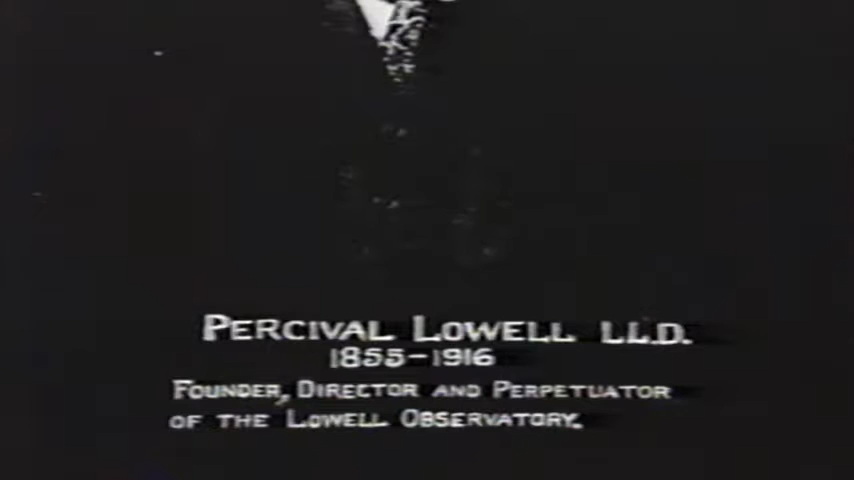 PERCIVAL LOWELL LL.D.
1855-1916
FOUNDER, DIRECTOR AND PERPETUATOR
OF THE LOWELL OBSERVATORY.